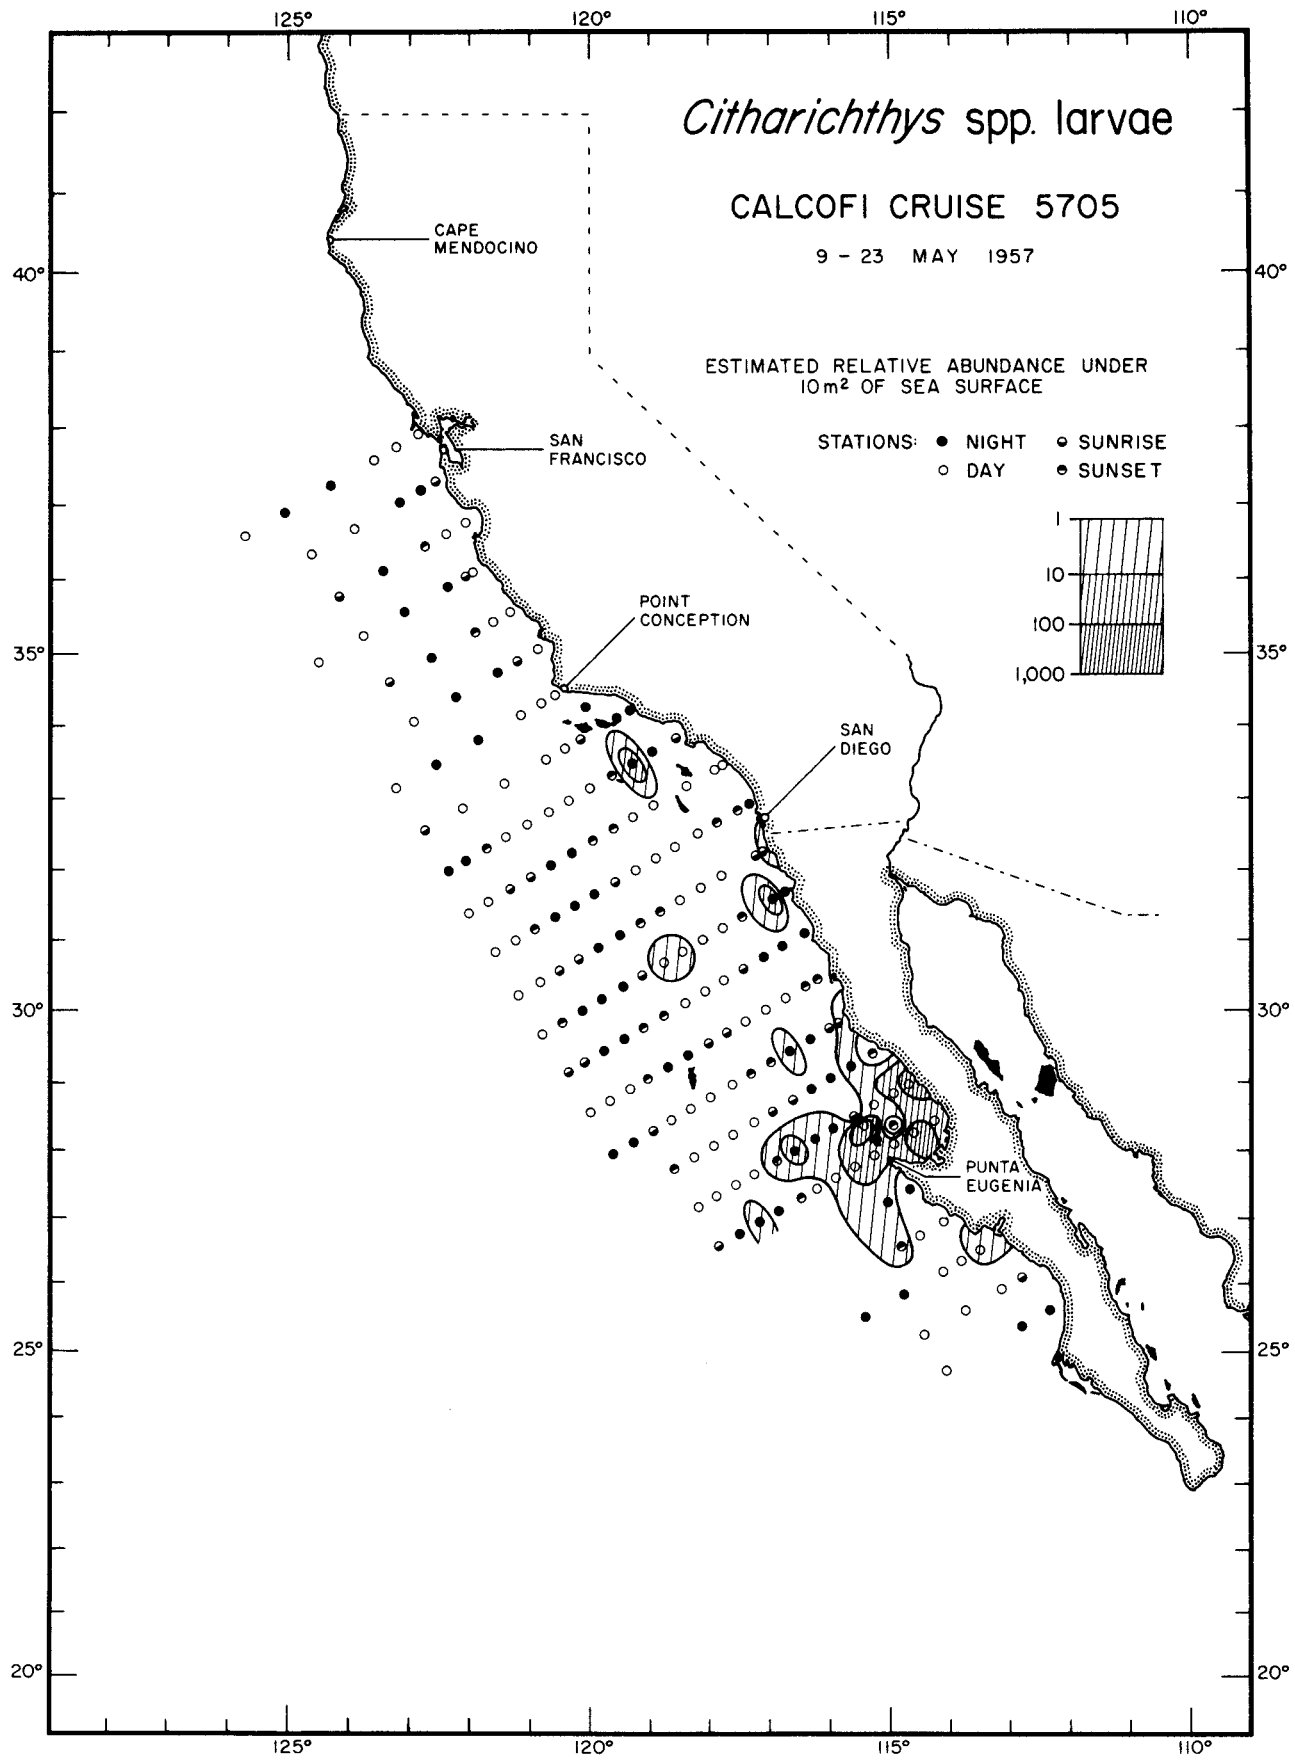 125° 120° 115° 110°
Citharichthys spp. larvae
CALCOFI CRUISE 5705
9 – 23 MAY 1957
CAPE
MENDOCINO
40° 40°
ESTIMATED RELATIVE ABUNDANCE UNDER
10m² OF SEA SURFACE
STATIONS: ● NIGHT ◒ SUNRISE
○ DAY ◓ SUNSET
SAN
FRANCISCO
1
10
100
1,000
POINT
CONCEPTION
35° 35°
SAN
DIEGO
30° 30°
PUNTA
EUGENIA
25° 25°
20° 20°
125° 120° 115° 110°